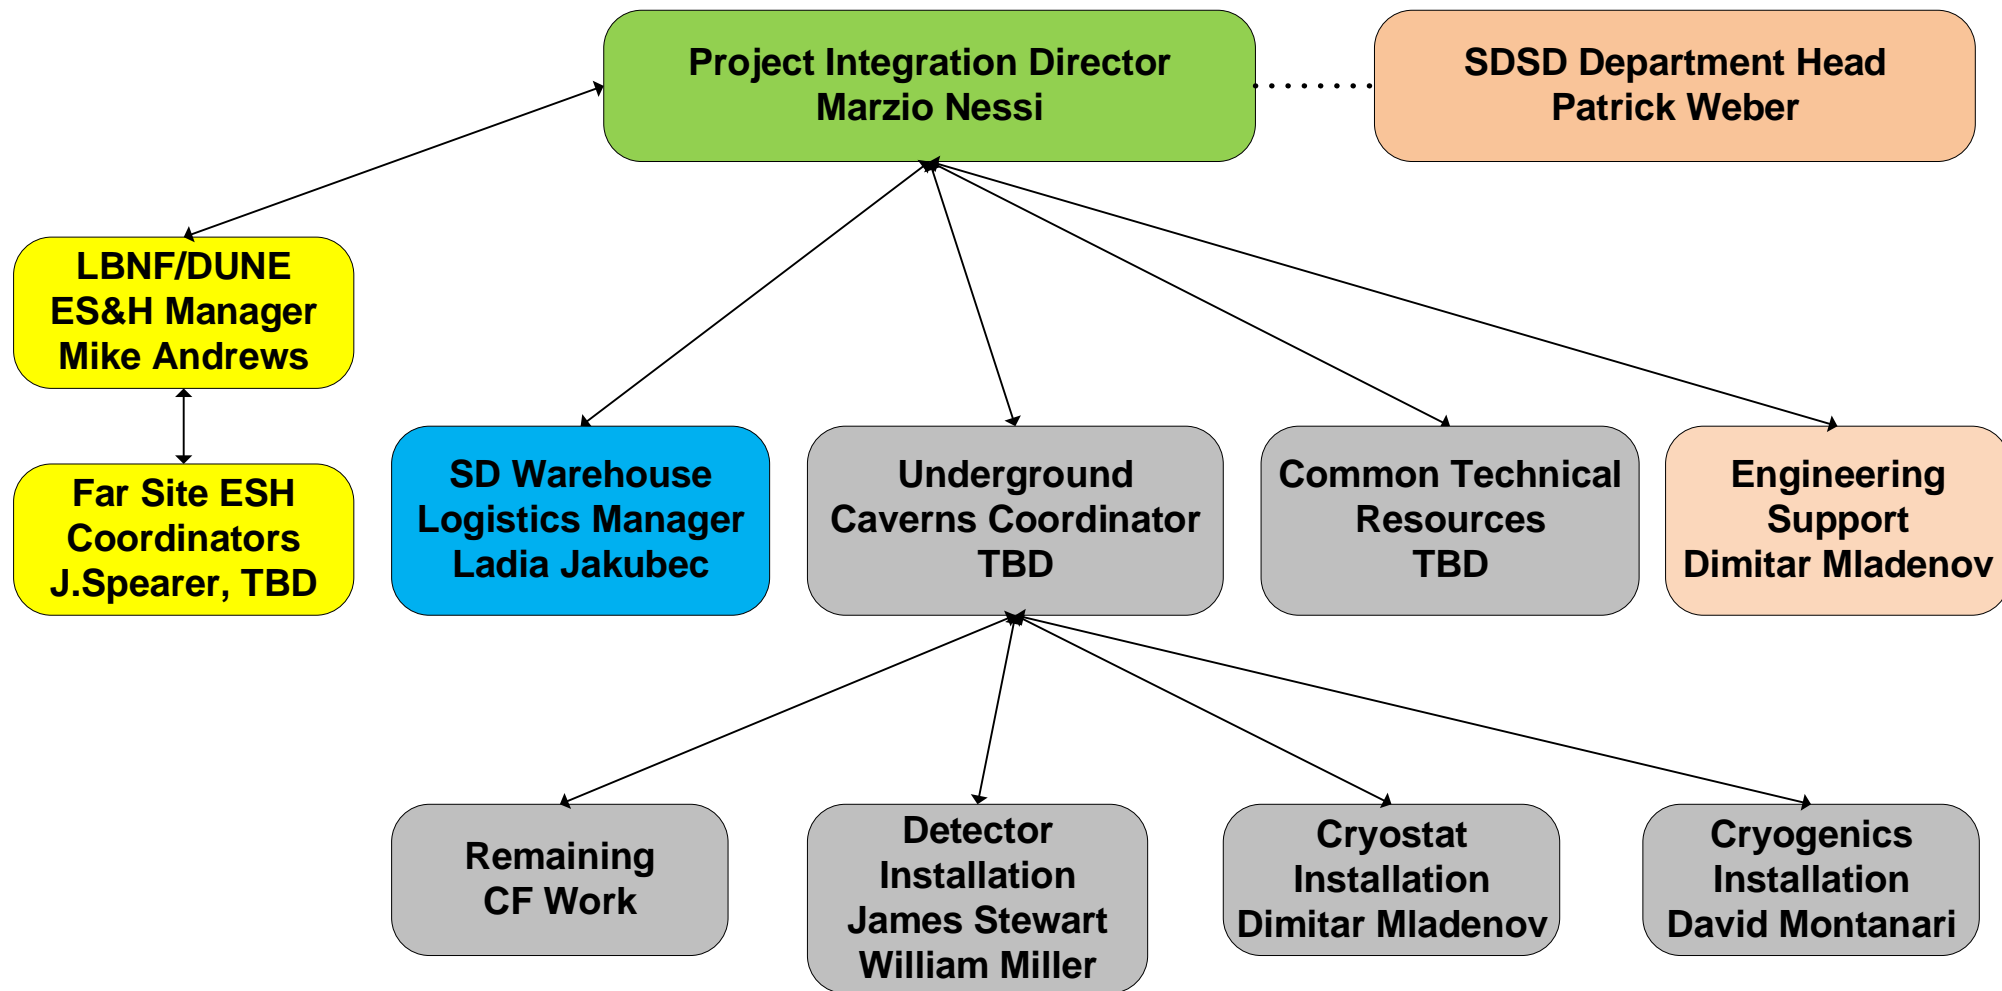 Project Integration Director
Marzio Nessi
SDSD Department Head
Patrick Weber
LBNF/DUNE
ES&H Manager
Mike Andrews
Far Site ESH
Coordinators
J.Spearer, TBD
SD Warehouse
Logistics Manager
Ladia Jakubec
Underground
Caverns Coordinator
TBD
Common Technical
Resources
TBD
Engineering
Support
Dimitar Mladenov
Remaining
CF Work
Detector
Installation
James Stewart
William Miller
Cryostat
Installation
Dimitar Mladenov
Cryogenics
Installation
David Montanari